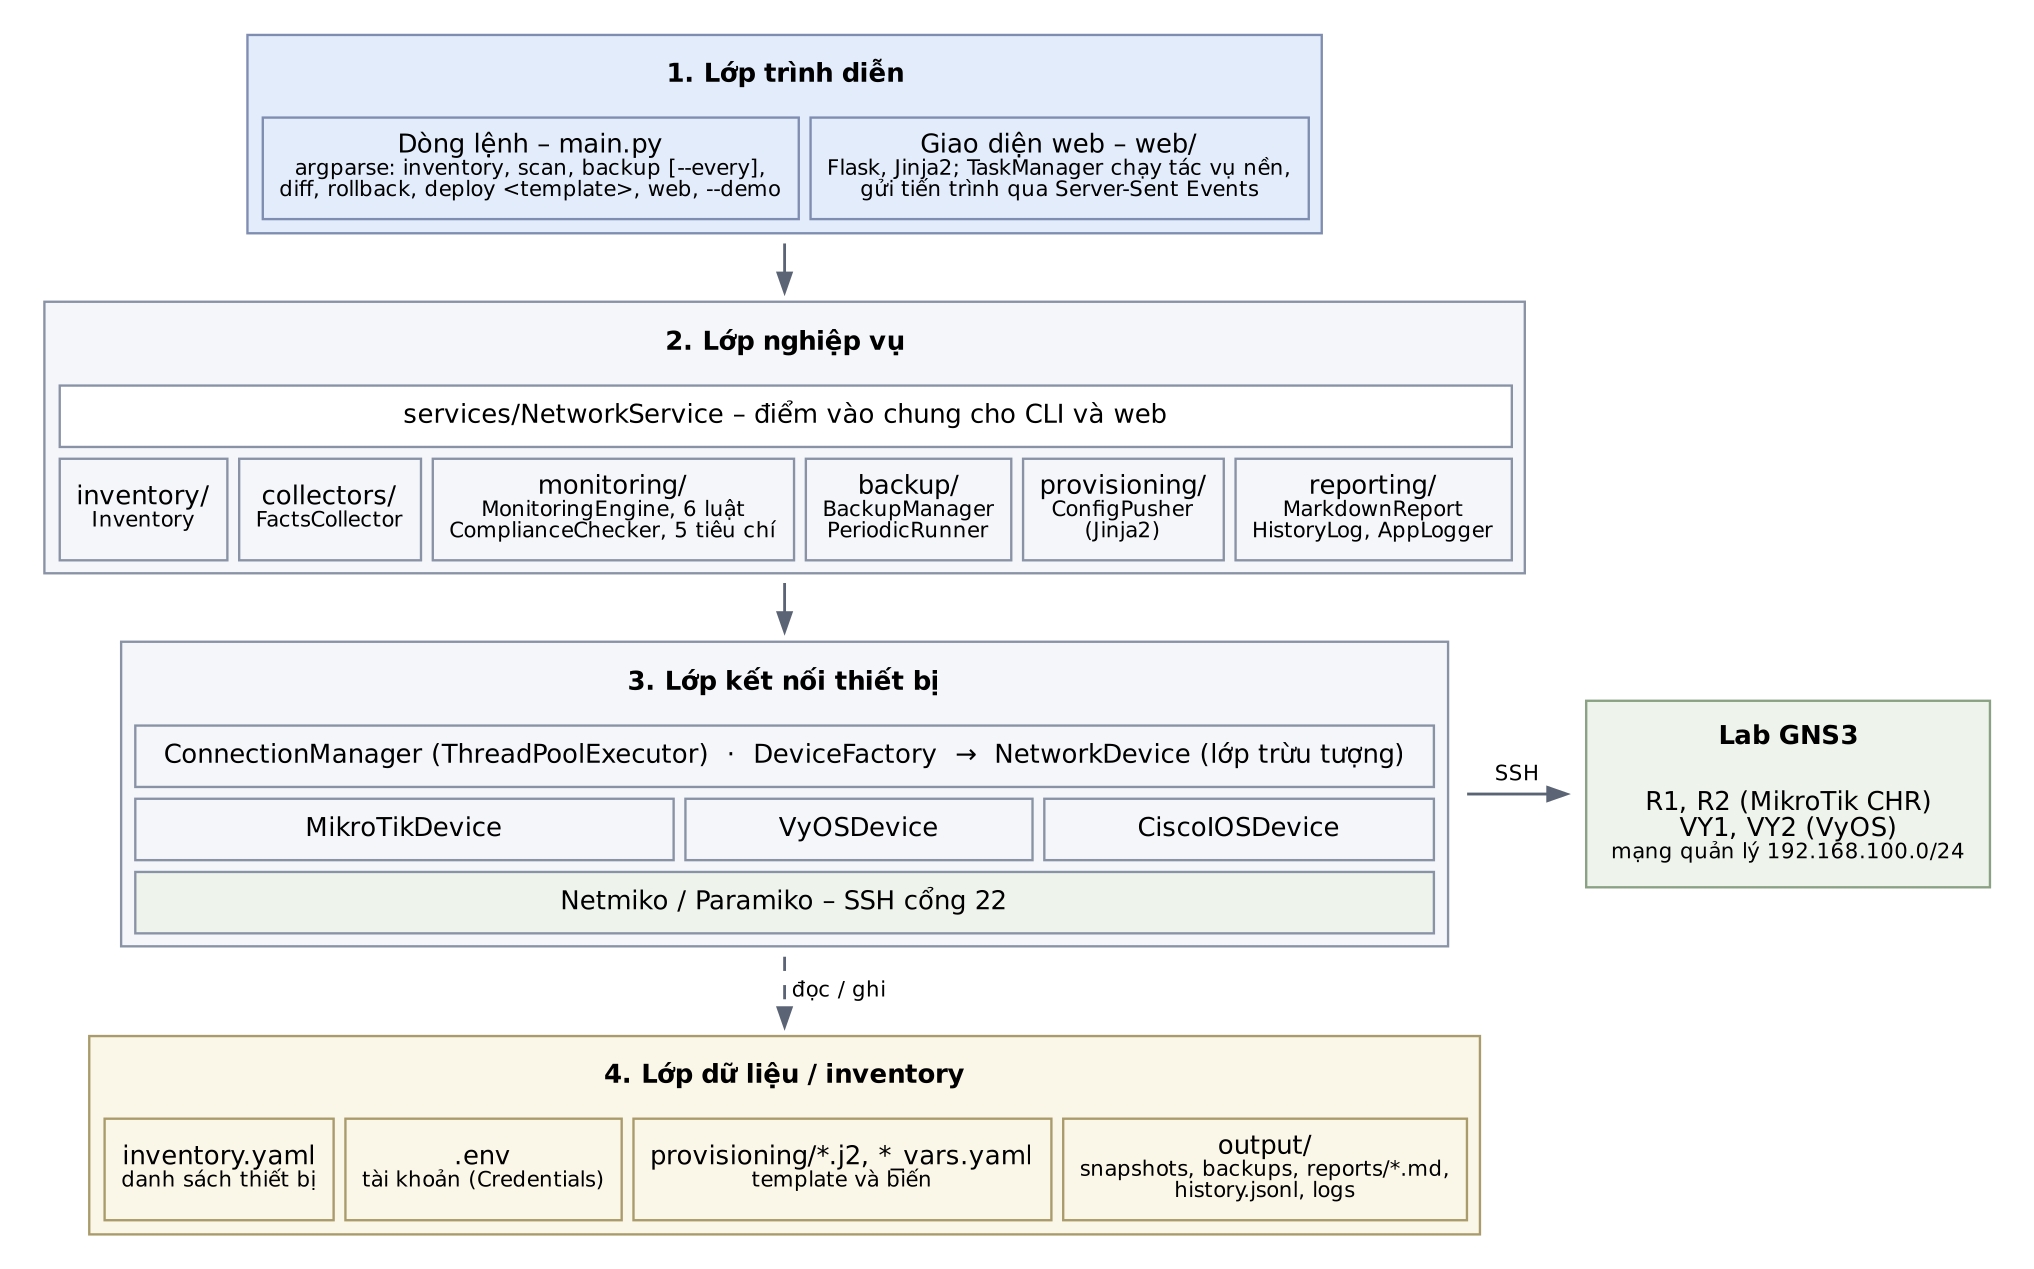 1. Lớp trình diễn
Dòng lệnh – main.py
argparse: inventory, scan, backup [--every],
diff, rollback, deploy <template>, web, --demo
Giao diện web – web/
Flask, Jinja2; TaskManager chạy tác vụ nền,
gửi tiến trình qua Server-Sent Events
2. Lớp nghiệp vụ
services/NetworkService – điểm vào chung cho CLI và web
inventory/
Inventory
collectors/
FactsCollector
monitoring/
MonitoringEngine, 6 luật
ComplianceChecker, 5 tiêu chí
backup/
BackupManager
PeriodicRunner
provisioning/
ConfigPusher
(Jinja2)
reporting/
MarkdownReport
HistoryLog, AppLogger
3. Lớp kết nối thiết bị
ConnectionManager (ThreadPoolExecutor) · DeviceFactory → NetworkDevice (lớp trừu tượng)
MikroTikDevice
VyOSDevice
CiscoIOSDevice
Netmiko / Paramiko – SSH cổng 22
SSH
Lab GNS3
R1, R2 (MikroTik CHR)
VY1, VY2 (VyOS)
mạng quản lý 192.168.100.0/24
đọc / ghi
4. Lớp dữ liệu / inventory
inventory.yaml
danh sách thiết bị
.env
tài khoản (Credentials)
provisioning/*.j2, *_vars.yaml
template và biến
output/
snapshots, backups, reports/*.md,
history.jsonl, logs